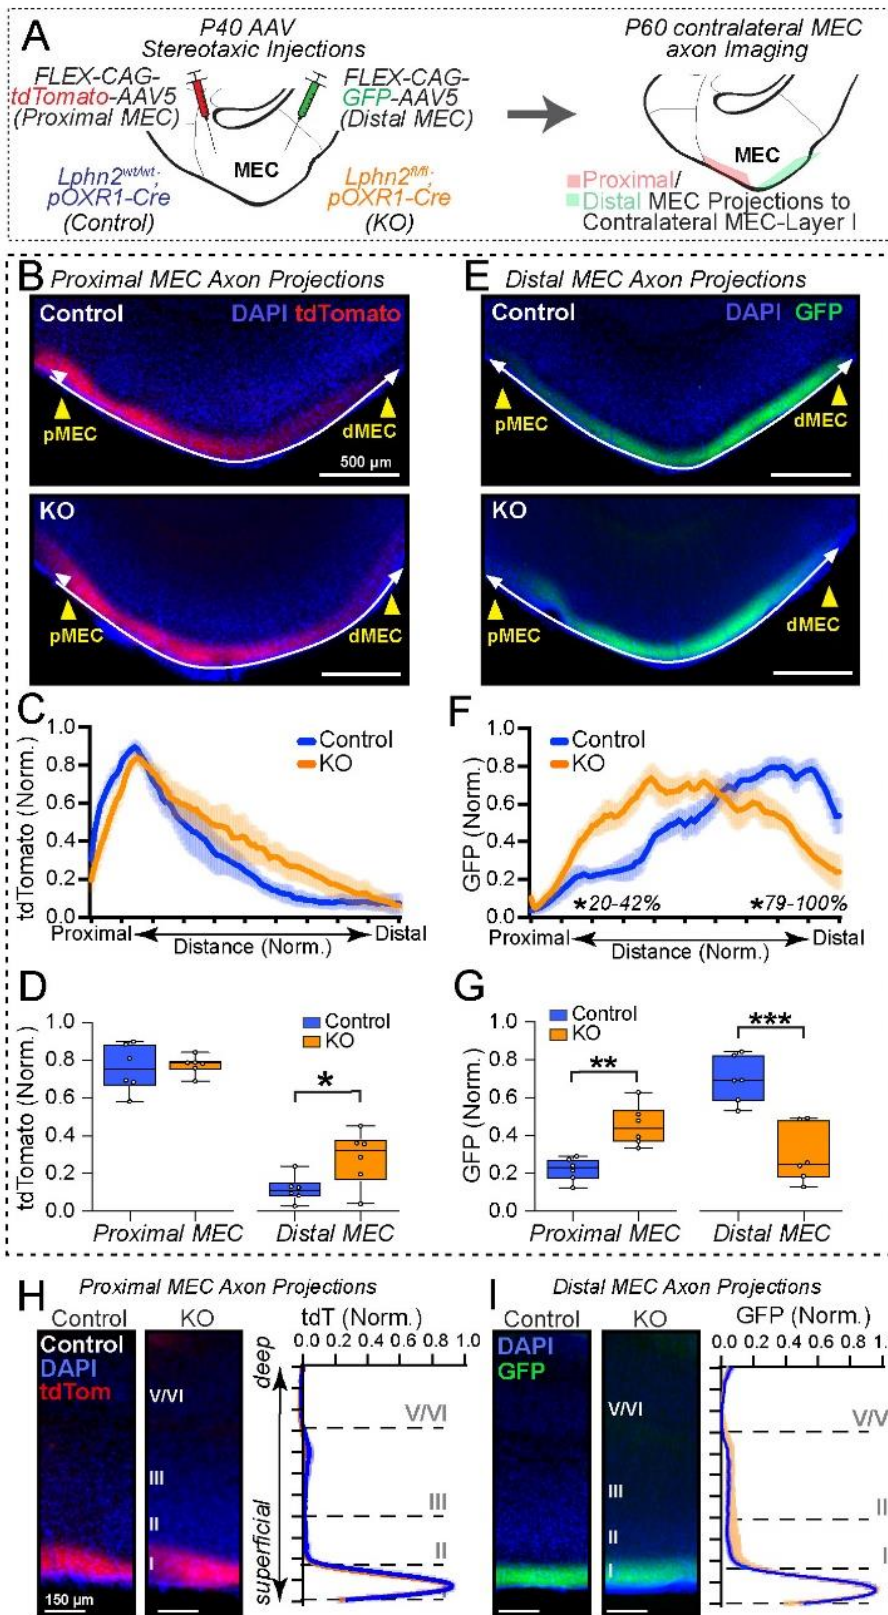 A
P40 AAV
Stereotaxic Injections
FLEX-CAG-
tdTomato-AAV5
(Proximal MEC)
FLEX-CAG-
GFP-AAV5
(Distal MEC)
MEC
Lphn2wt/wt;
pOXR1-Cre
(Control)
Lphn2fl/fl;
pOXR1-Cre
(KO)
P60 contralateral MEC
axon Imaging
MEC
Proximal/
Distal MEC Projections to
Contralateral MEC-Layer I
B Proximal MEC Axon Projections
Control DAPI tdTomato
pMEC dMEC
500 µm
KO
pMEC dMEC
E Distal MEC Axon Projections
Control DAPI GFP
pMEC dMEC
KO
pMEC dMEC
C
tdTomato (Norm.)
1.0
0.8
0.6
0.4
0.2
0.0
Control
KO
Proximal Distal
Distance (Norm.)
F
GFP (Norm.)
1.0
0.8
0.6
0.4
0.2
0.0
Control
KO
*20-42% *79-100%
Proximal Distal
Distance (Norm.)
D
tdTomato (Norm.)
1.0
0.8
0.6
0.4
0.2
0.0
Control
KO
*
Proximal MEC Distal MEC
G
GFP (Norm.)
1.0
0.8
0.6
0.4
0.2
0.0
Control
KO
** ***
Proximal MEC Distal MEC
H Proximal MEC Axon Projections
Control KO tdT (Norm.)
Control
DAPI
tdTom
V/VI
III
II
I
150 µm
deep
superficial
0.0 0.2 0.4 0.6 0.8 1.0
V/VI
III
II
I Distal MEC Axon Projections
Control KO GFP (Norm.)
DAPI
GFP
V/VI
III
II
I
0.0 0.2 0.4 0.6 0.8 1.
V/V
II
I